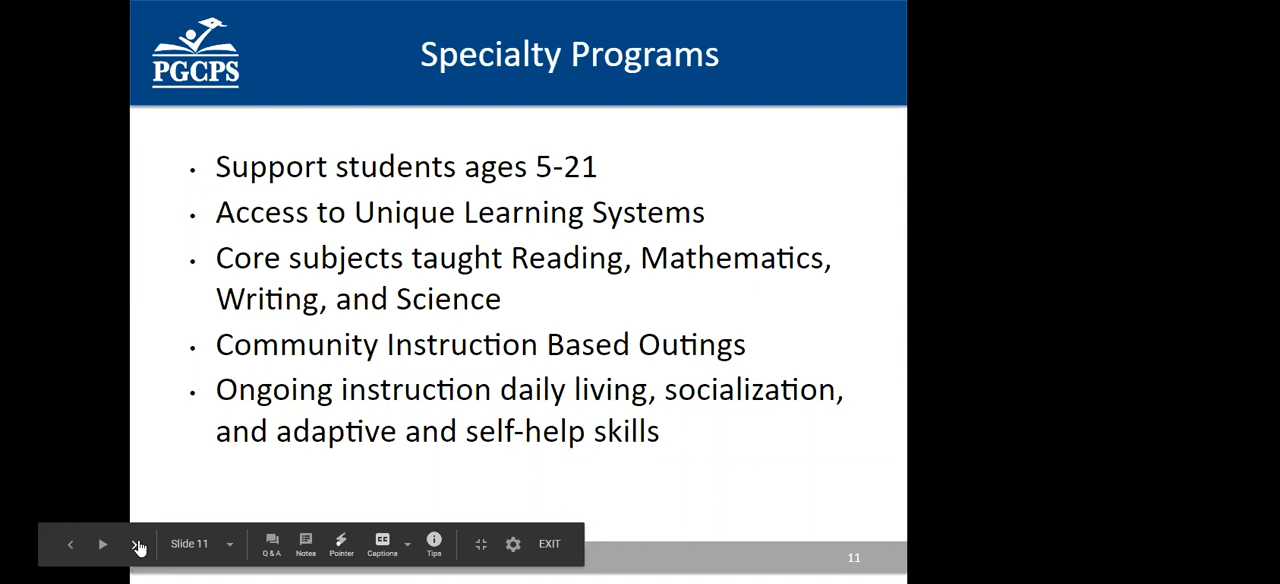 PGCPS
Specialty Programs
• Support students ages 5-21
• Access to Unique Learning Systems
• Core subjects taught Reading, Mathematics,
Writing, and Science
• Community Instruction Based Outings
• Ongoing instruction daily living, socialization,
and adaptive and self-help skills
Slide 11
Q & A
Notes
Pointer
CC
Captions
Tips
EXIT
11